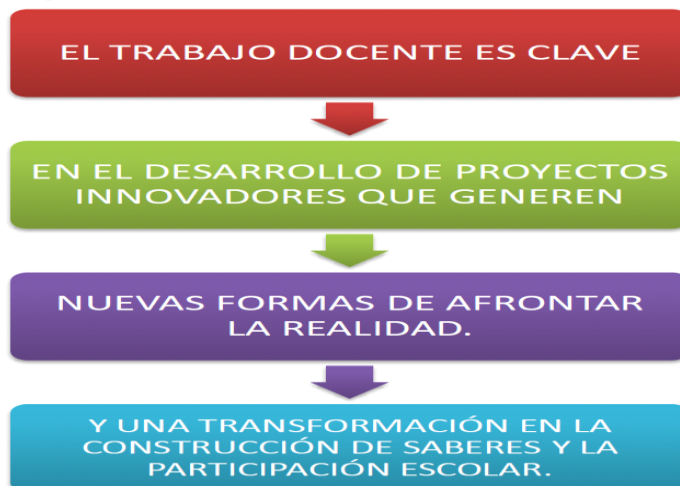 EL TRABAJO DOCENTE ES CLAVE
EN EL DESARROLLO DE PROYECTOS
INNOVADORES QUE GENEREN
NUEVAS FORMAS DE AFRONTAR
LA REALIDAD.
Y UNA TRANSFORMACIÓN EN LA
CONSTRUCCIÓN DE SABERES Y LA
PARTICIPACIÓN ESCOLAR.